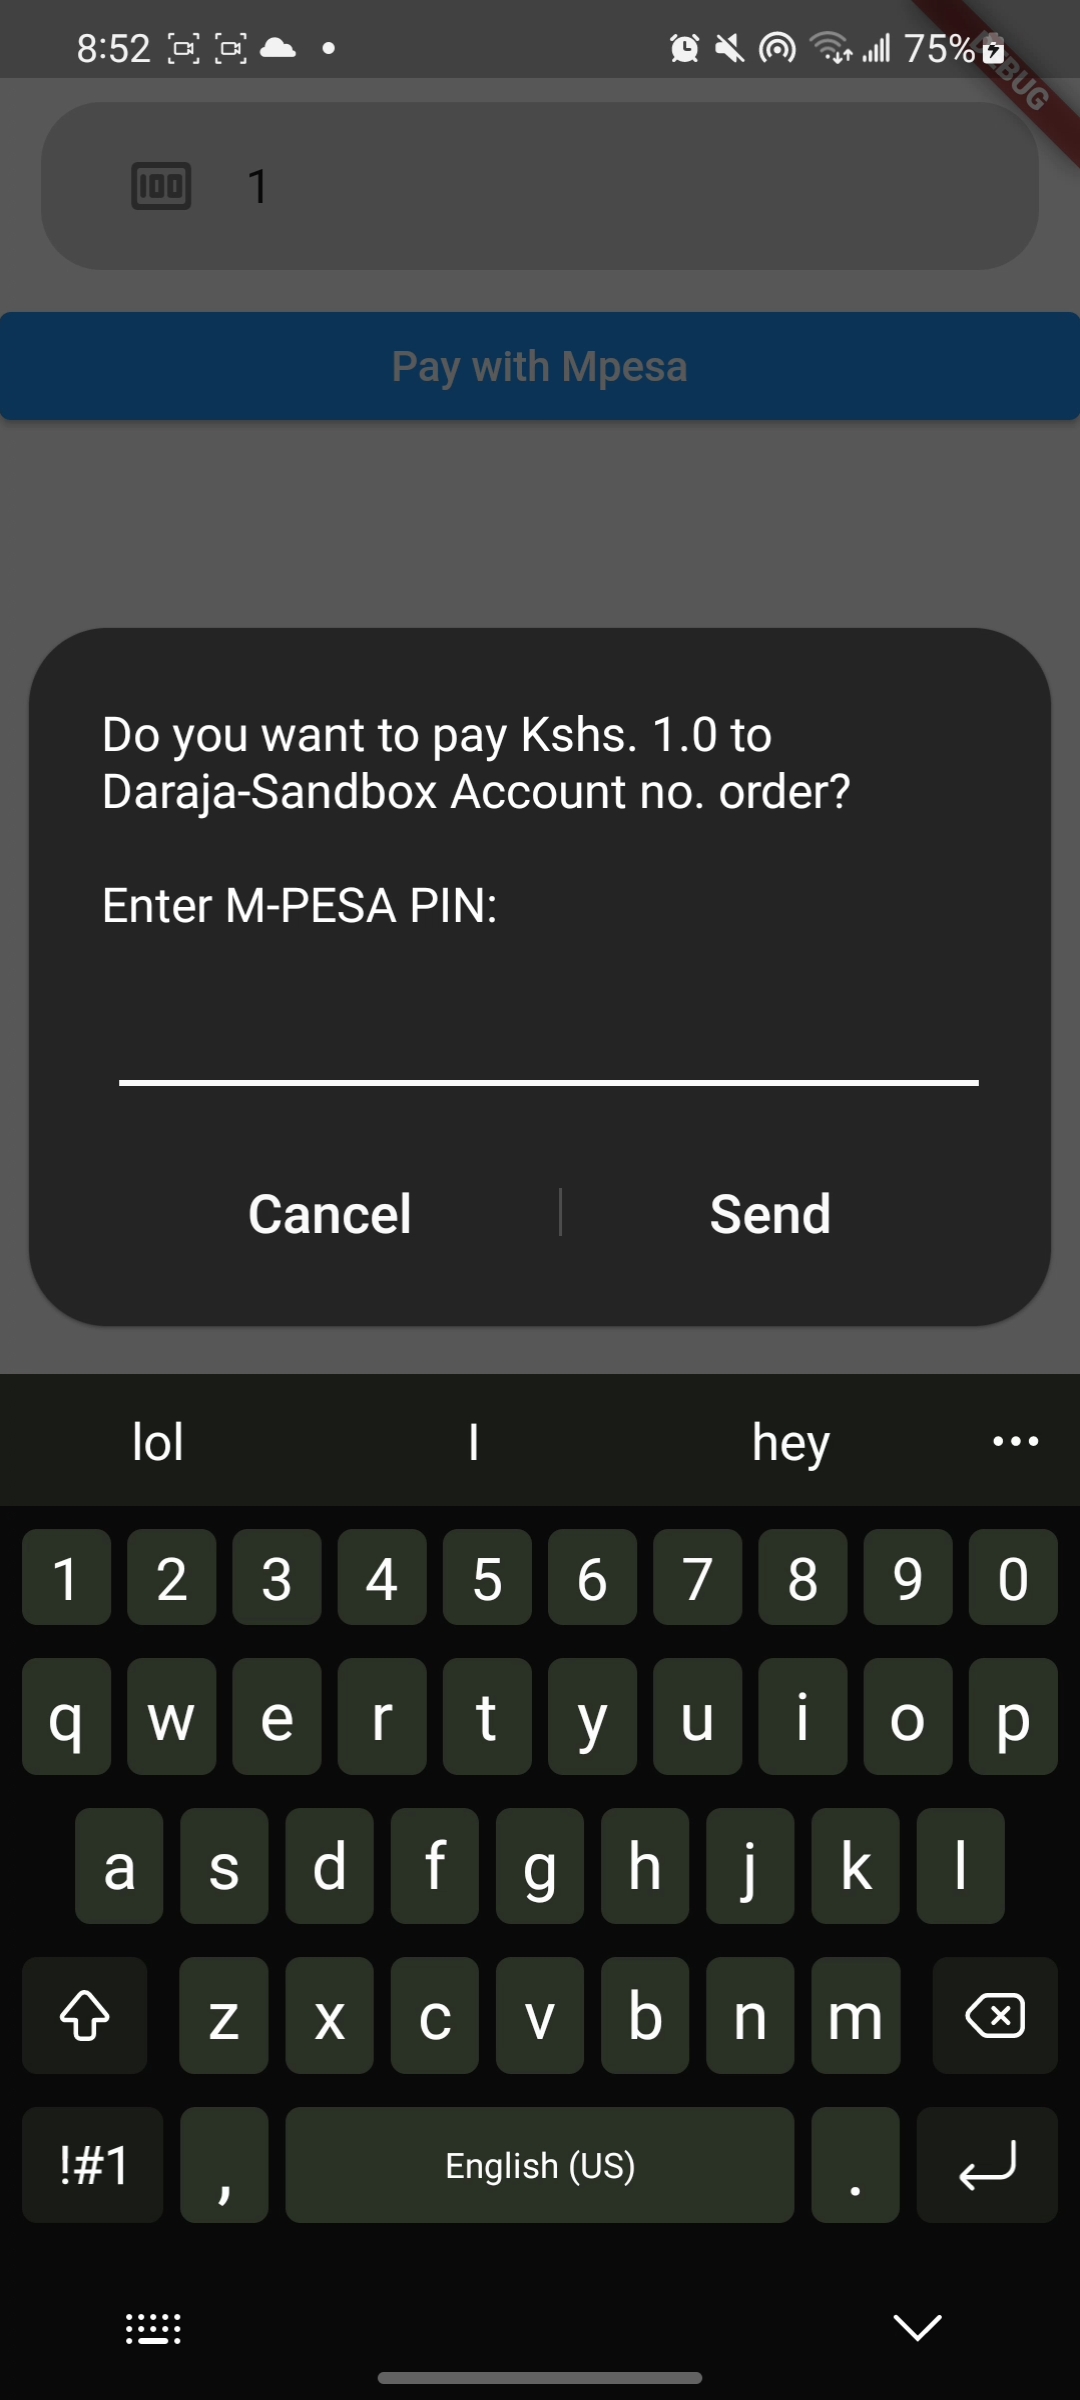 8:52
75%
DEBUG
100 1
Pay with Mpesa
Do you want to pay Kshs. 1.0 to
Daraja-Sandbox Account no. order?
Enter M-PESA PIN:
Cancel Send
lol I hey
1 2 3 4 5 6 7 8 9 0
q w e r t y u i o p
a s d f g h j k l
z x c v b n m
!#1 , English (US) .